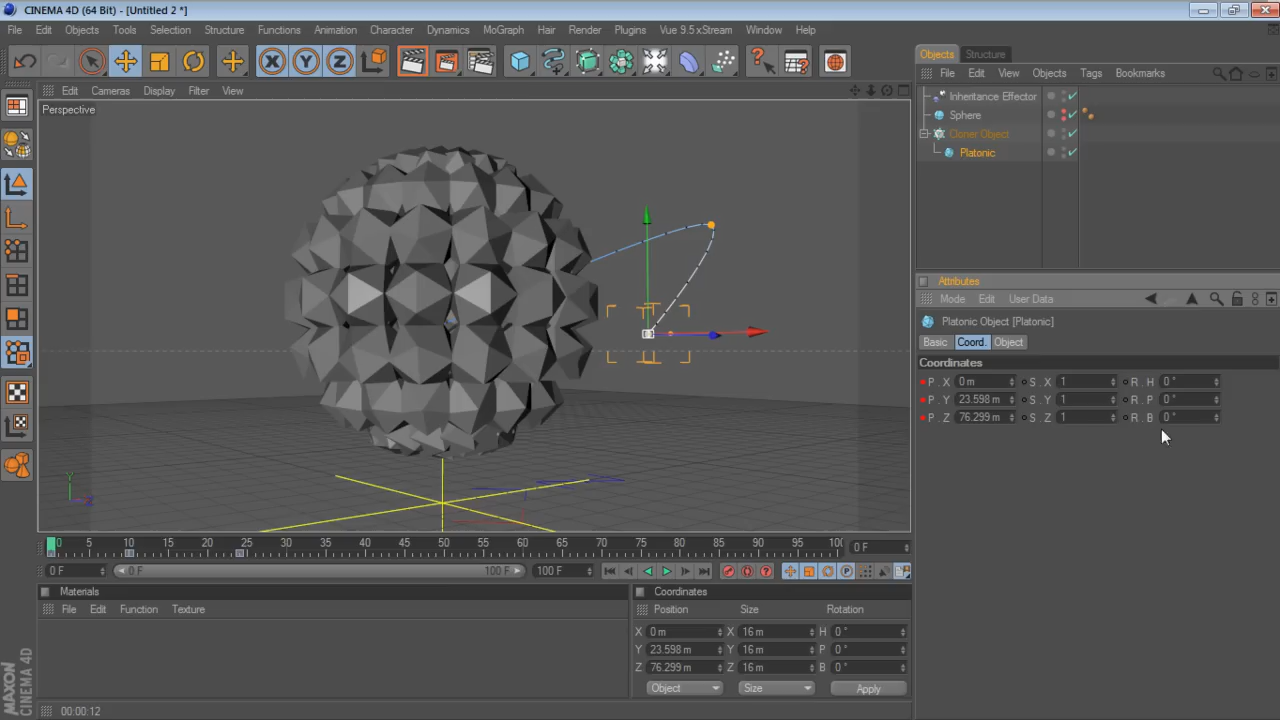 CINEMA 4D (64 Bit) - [Untitled 2 *]
File Edit Objects Tools Selection Structure Functions Animation Character Dynamics MoGraph Hair Render Plugins Vue 9.5 xStream Window Help
X Y Z
Objects Structure
File Edit View Objects Tags Bookmarks
Edit Cameras Display Filter View
Perspective
Inheritance Effector
Sphere
Cloner Object
Platonic
Attributes
Mode Edit User Data
Platonic Object [Platonic]
Basic Coord. Object
Coordinates
P . X 0 m S . X 1 R . H 0 °
P . Y 23.598 m S . Y 1 R . P 0 °
P . Z 76.299 m S . Z 1 R . B 0 °
Y
Z
0 5 10 15 20 25 30 35 40 45 50 55 60 65 70 75 80 85 90 95 100 0 F
0 F 0 F 100 F 100 F
Materials
File Edit Function Texture
Coordinates
Position Size Rotation
X 0 m X 16 m H 0 °
Y 23.598 m Y 16 m P 0 °
Z 76.299 m Z 16 m B 0 °
Object Size Apply
MAXON
CINEMA 4D
00:00:12